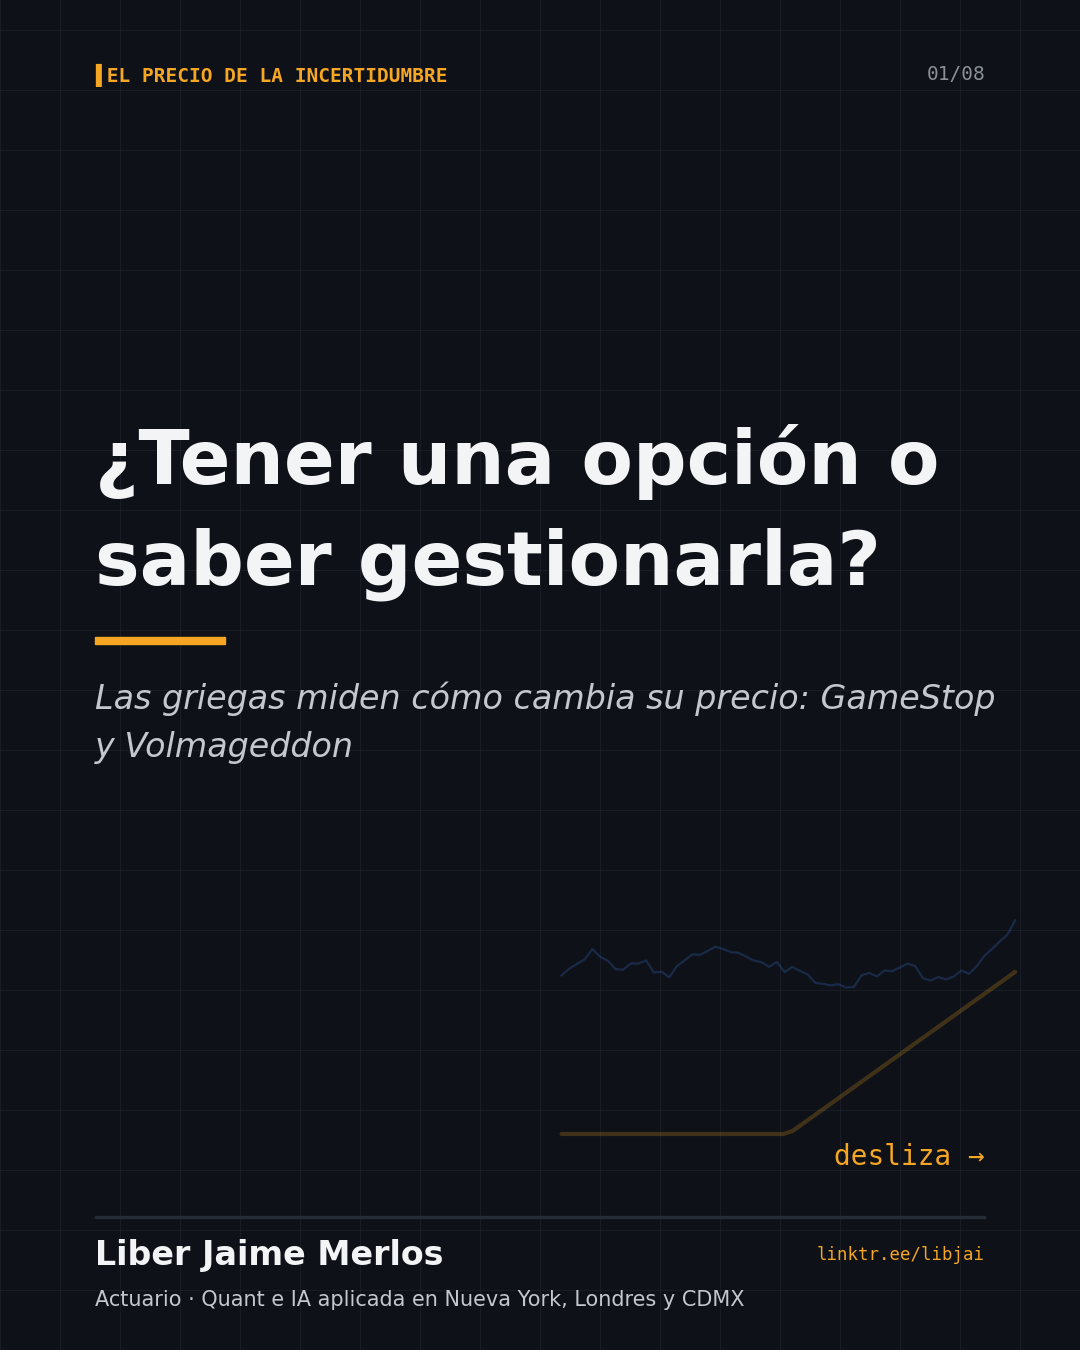 EL PRECIO DE LA INCERTIDUMBRE
01/08
¿Tener una opción o
saber gestionarla?
Las griegas miden cómo cambia su precio: GameStop
y Volmageddon
desliza →
Liber Jaime Merlos
linktr.ee/libjai
Actuario · Quant e IA aplicada en Nueva York, Londres y CDMX